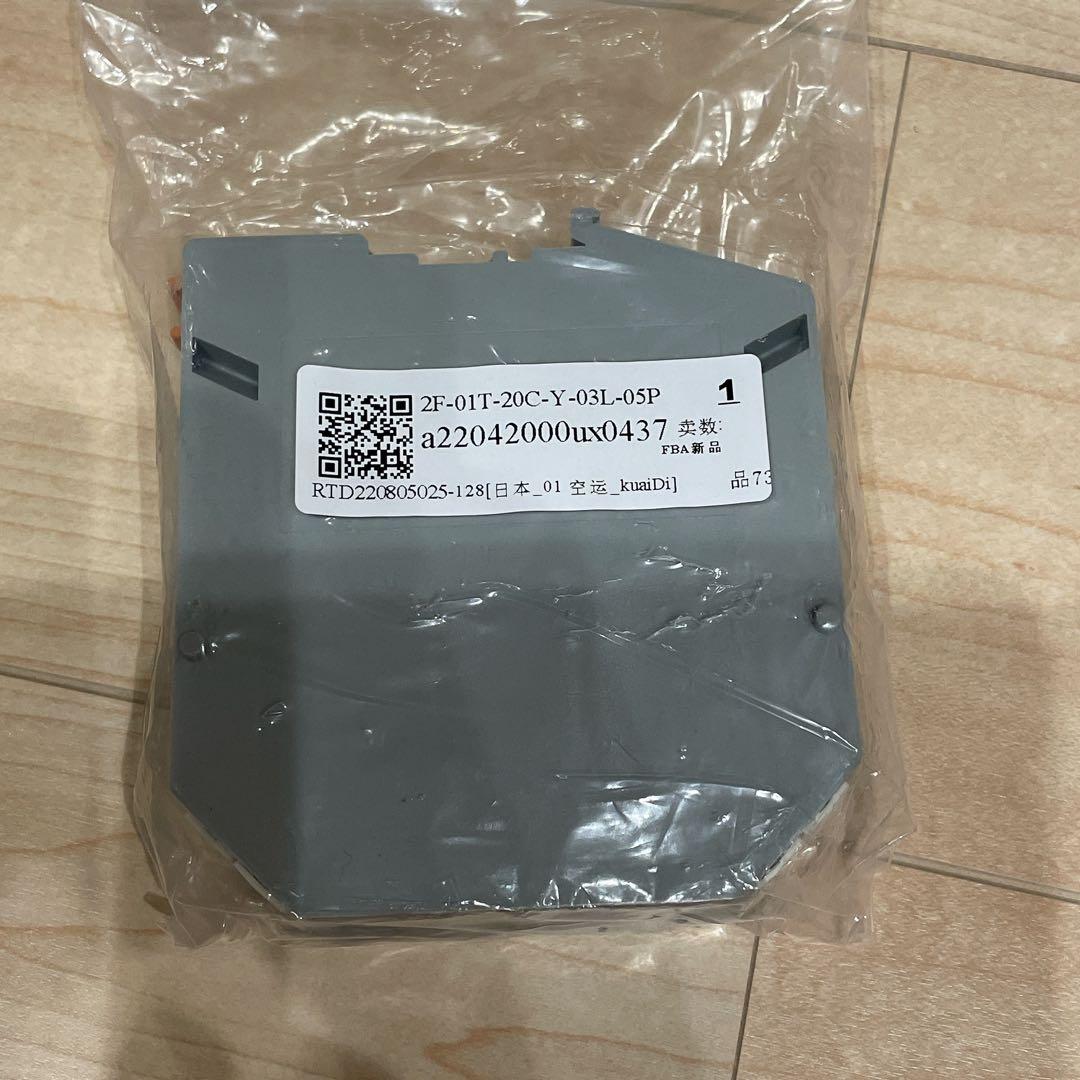 2F-01T-20C-Y-03L-05P 1
a22042000ux0437 卖数:
FBA新品
RTD220805025-128[日本_01 空运_kuaiDi] 品73